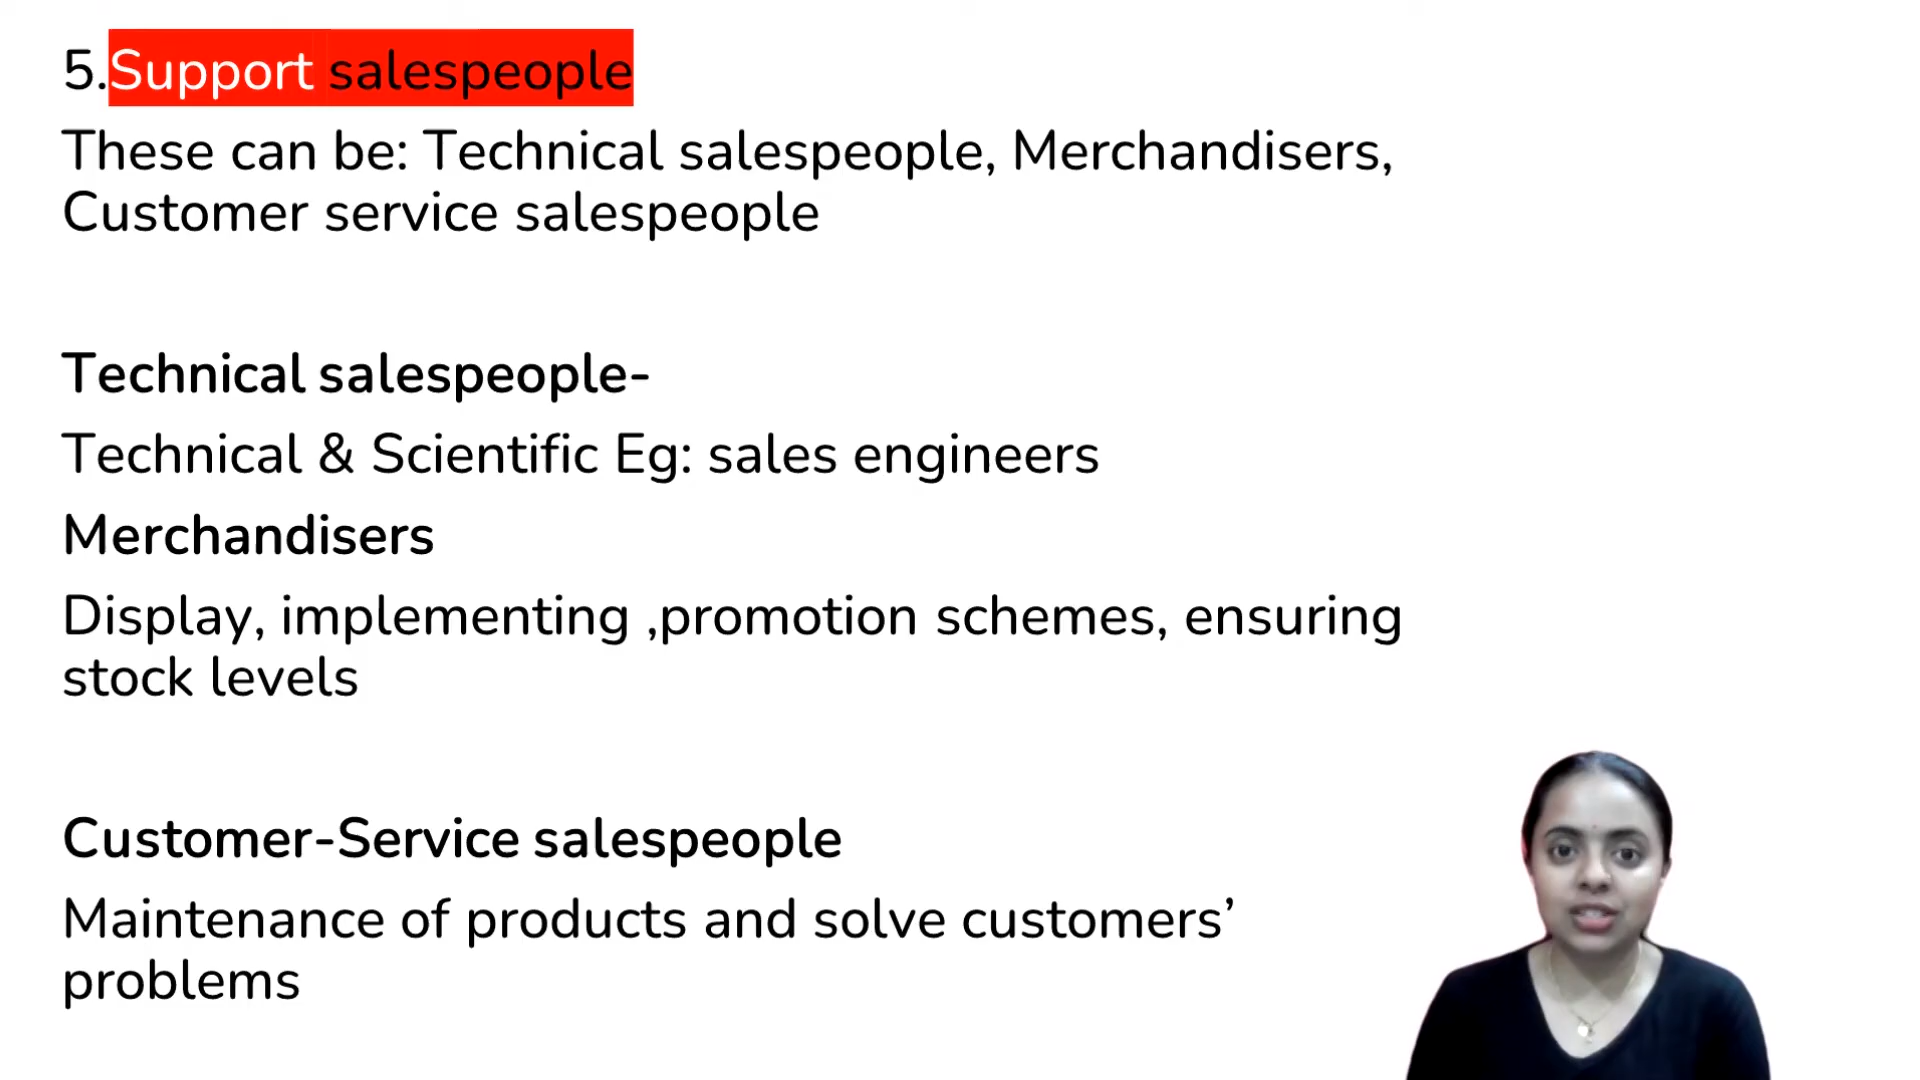 5.Support salespeople
These can be: Technical salespeople, Merchandisers,
Customer service salespeople
Technical salespeople-
Technical & Scientific Eg: sales engineers
Merchandisers
Display, implementing ,promotion schemes, ensuring
stock levels
Customer-Service salespeople
Maintenance of products and solve customers’
problems